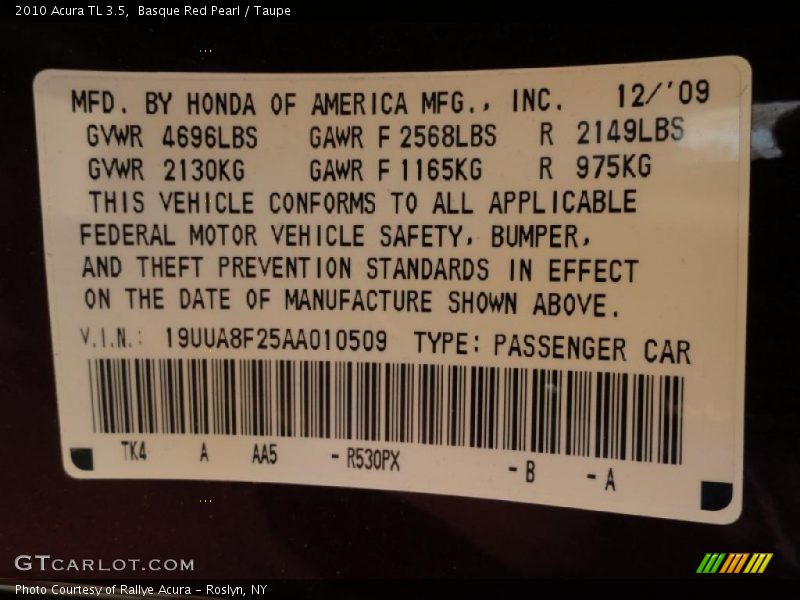 2010 Acura TL 3.5,  Basque Red Pearl / Taupe
MFD. BY HONDA OF AMERICA MFG., INC. 12/'09
GVWR 4696LBS GAWR F 2568LBS R 2149LBS
GVWR 2130KG GAWR F 1165KG R 975KG
THIS VEHICLE CONFORMS TO ALL APPLICABLE
FEDERAL MOTOR VEHICLE SAFETY, BUMPER,
AND THEFT PREVENTION STANDARDS IN EFFECT
ON THE DATE OF MANUFACTURE SHOWN ABOVE.
V.I.N.: 19UUA8F25AA010509 TYPE: PASSENGER CAR
TK4 A AA5 - R530PX - B - A
GTCARLOT.COM
Photo Courtesy of Rallye Acura – Roslyn, NY